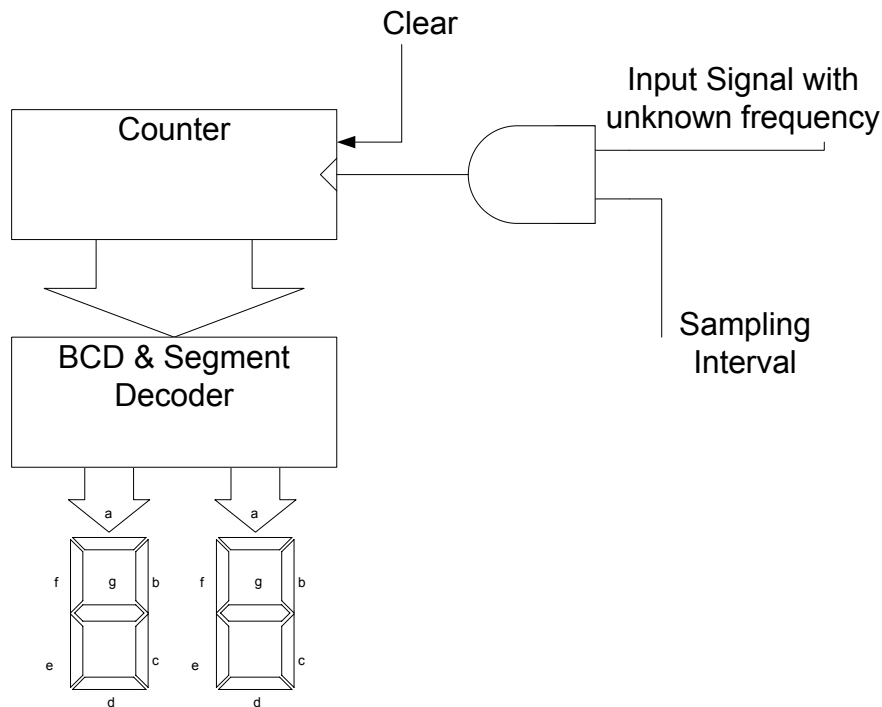 Clear
Input Signal with
unknown frequency
Counter
Sampling
Interval
BCD & Segment
Decoder
a a
f g b f g b
e c e c
d d